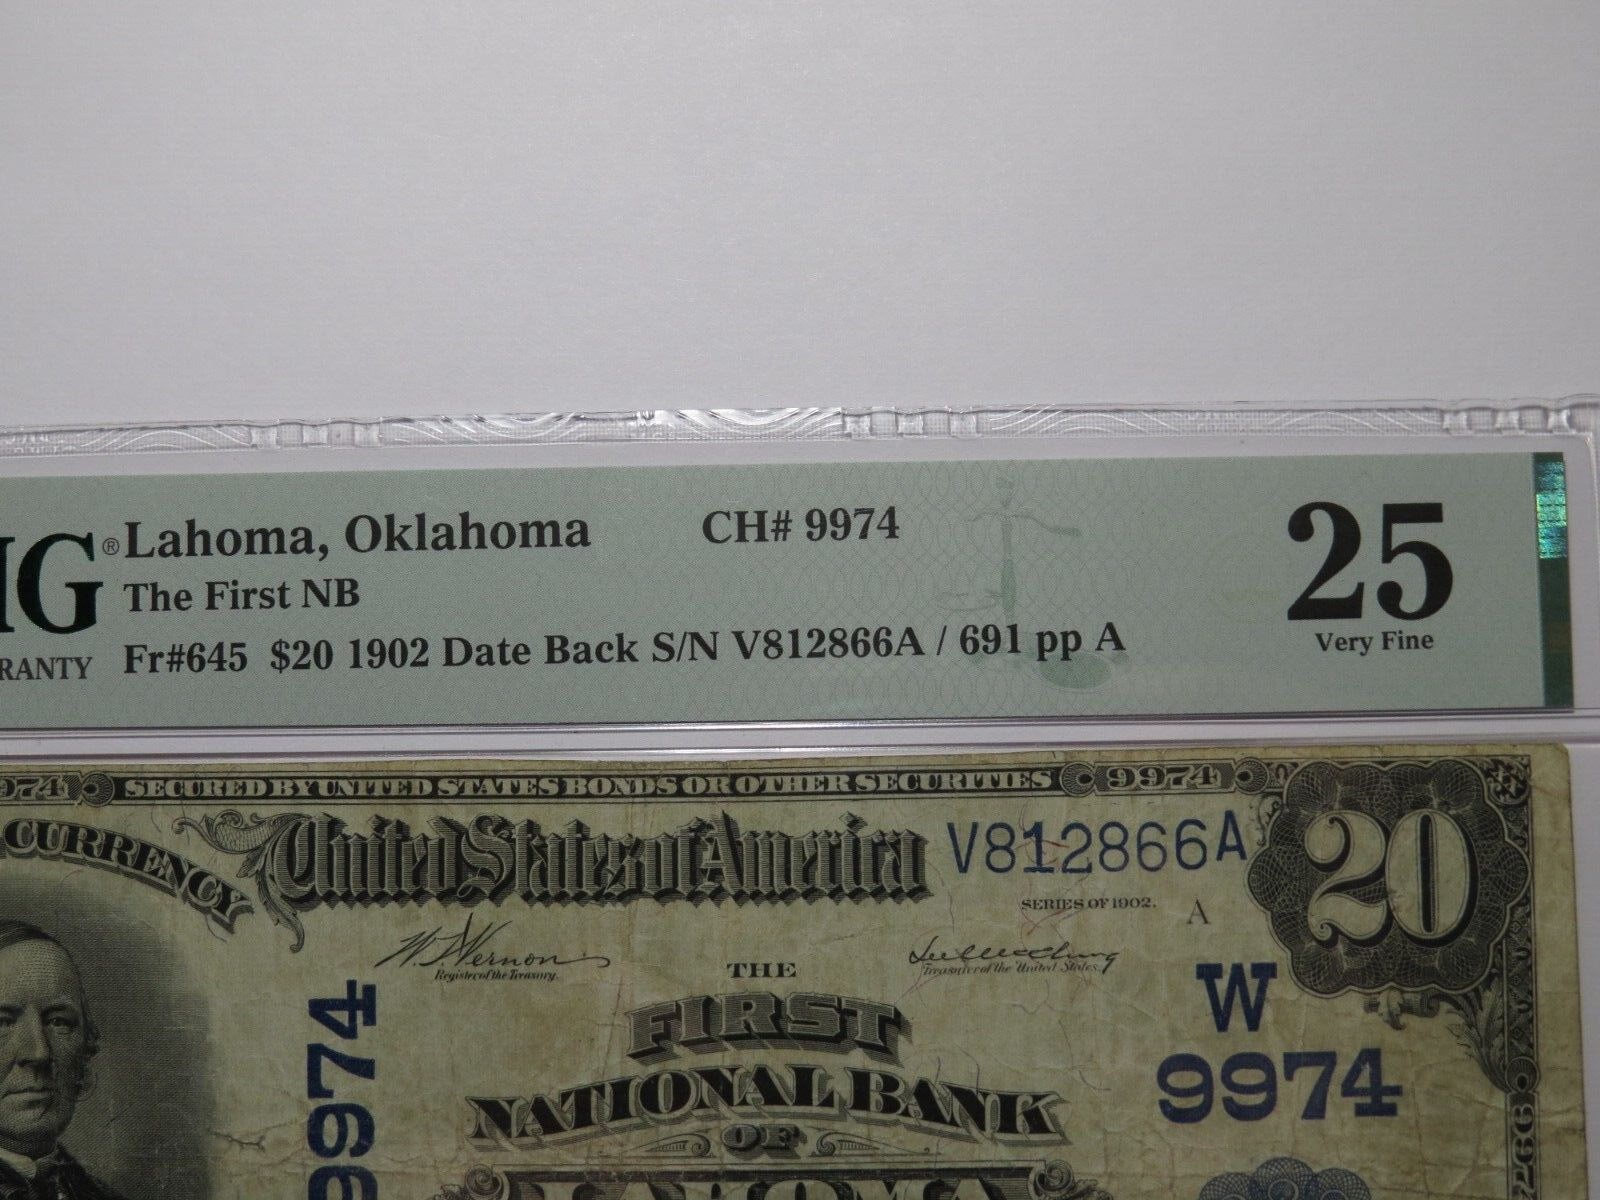 Lahoma, Oklahoma CH# 9974
The First NB
Fr#645 $20 1902 Date Back S/N V812866A / 691 pp A
25
Very Fine
SECURED BY UNITED STATES BONDS OR OTHER SECURITIES 9974
CURRENCY
United States of America V812866A 20
SERIES OF 1902. A
W.T. Vernon
Register of the Treasury.
Treasurer of the United States.
THE
FIRST
NATIONAL BANK
OF
LAHOMA
W
9974
9974